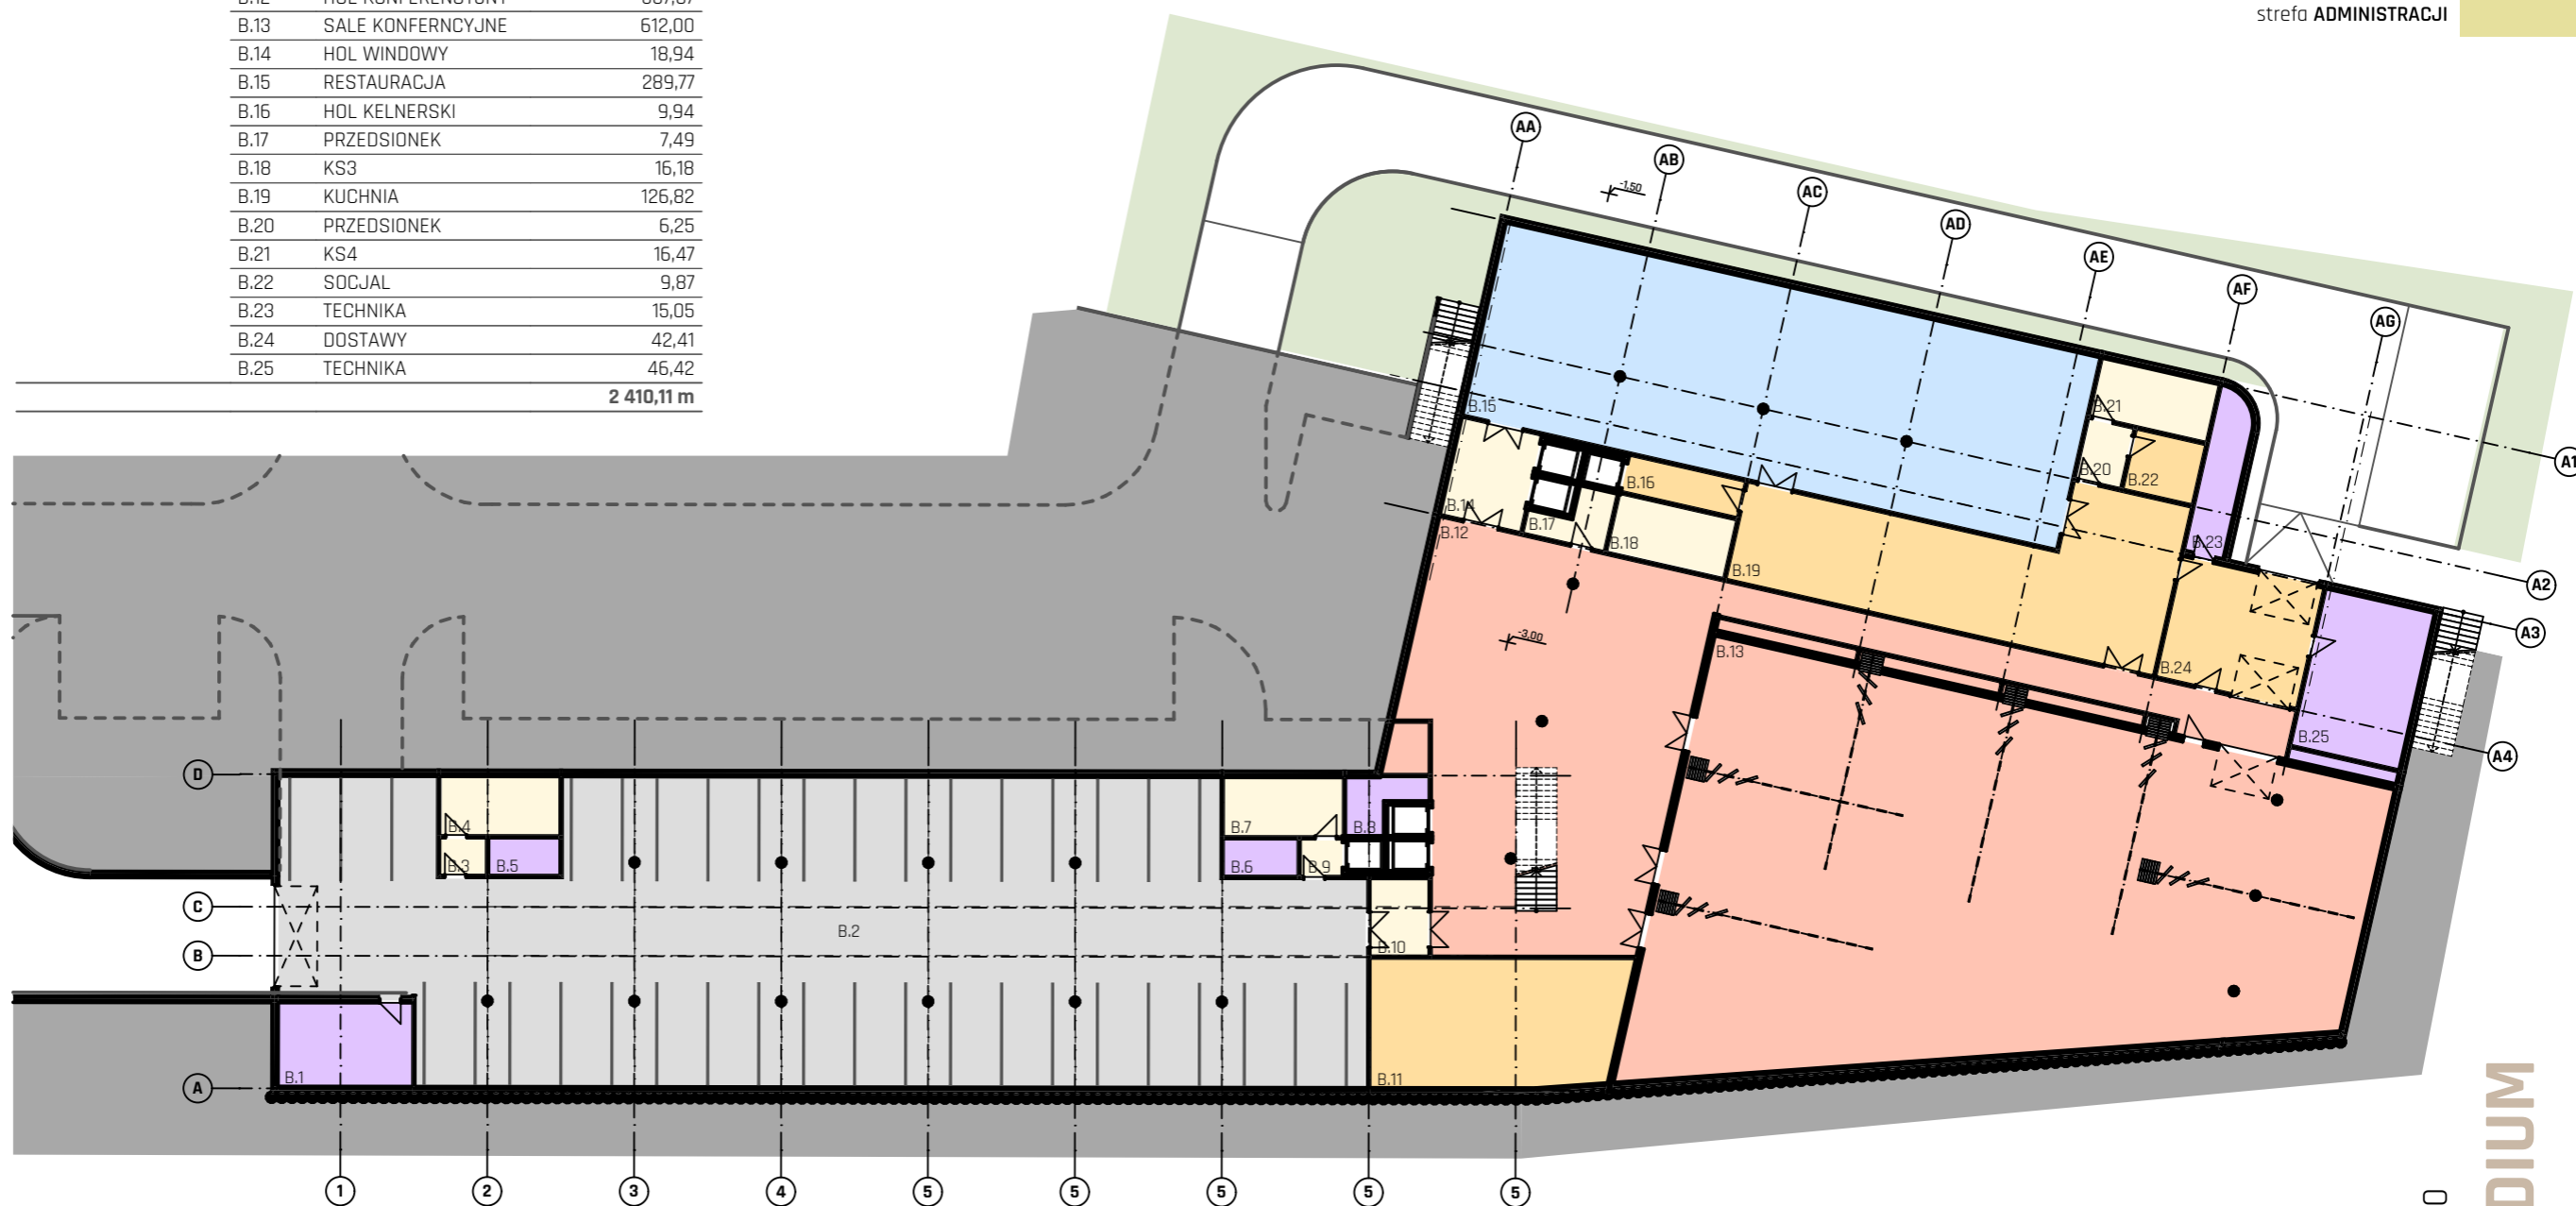 strefa ADMINISTRACJI
B.13 SALE KONFERNCYJNE 612,00
B.14 HOL WINDOWY 18,94
B.15 RESTAURACJA 289,77
B.16 HOL KELNERSKI 9,94
B.17 PRZEDSIONEK 7,49
B.18 KS3 16,18
B.19 KUCHNIA 126,82
B.20 PRZEDSIONEK 6,25
B.21 KS4 16,47
B.22 SOCJAL 9,87
B.23 TECHNIKA 15,05
B.24 DOSTAWY 42,41
B.25 TECHNIKA 46,42
2 410,11 m
AA
AB
AC
AD
AE
AF
AG
-1,50
B.15
B.21
B.20
B.22
B.16
B.14
B.17
B.12
B.18
B.19
B.23
A1
A2
A3
A4
-3,00
B.13
B.24
B.25
D
C
B
A
B.4
B.3
B.5
B.7
B.8
B.6
B.9
B.2
B.10
B.1
B.11
1
2
3
4
5
5
5
5
5
DIUM